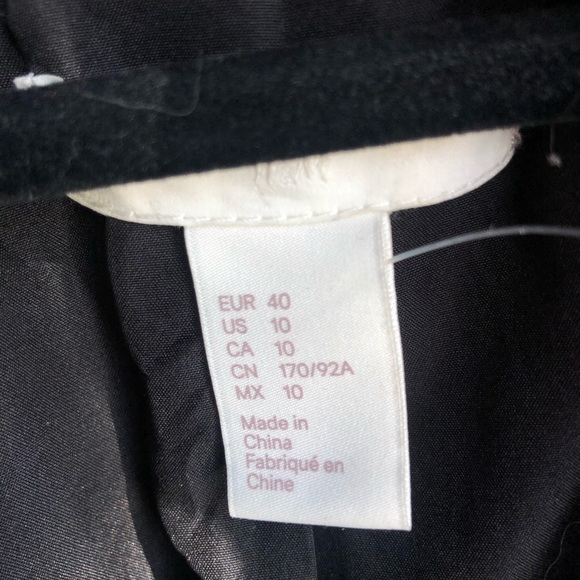 EUR 40
US 10
CA 10
CN 170/92A
MX 10
Made in
China
Fabriqué en
Chine